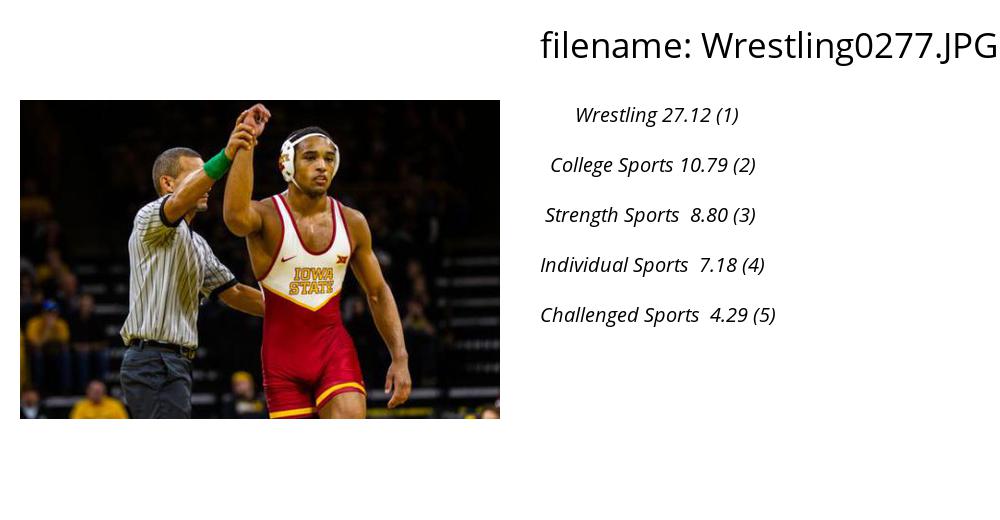 filename: Wrestling0277.JPG
Wrestling 27.12 (1)
College Sports 10.79 (2)
Strength Sports 8.80 (3)
Individual Sports 7.18 (4)
Challenged Sports 4.29 (5)
IOWA
STATE